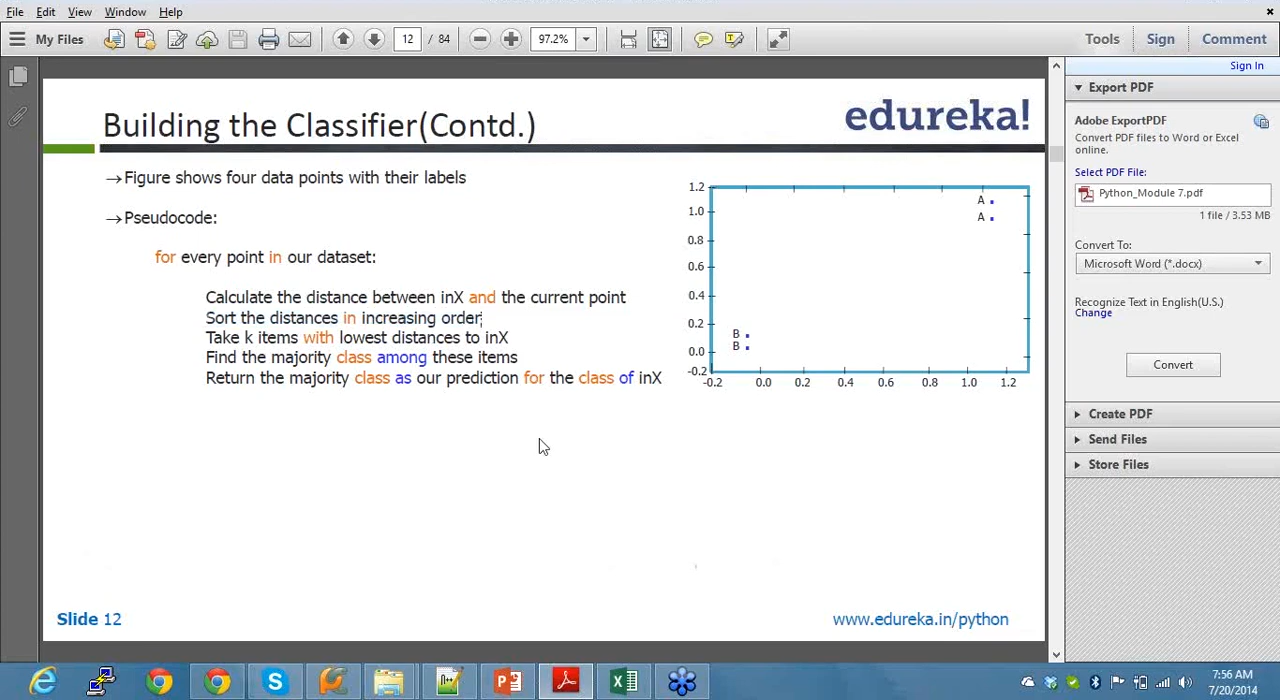 File Edit View Window Help ×
My Files 12 / 84 97.2% Tools Sign Comment
Sign In
Export PDF
Adobe ExportPDF
Convert PDF files to Word or Excel
online.
Select PDF File:
Python_Module 7.pdf
1 file / 3.53 MB
Convert To:
Microsoft Word (*.docx)
Recognize Text in English(U.S.)
Change
Convert
Create PDF
Send Files
Store Files
Building the Classifier(Contd.)
edureka!
→Figure shows four data points with their labels
→Pseudocode:
for every point in our dataset:
Calculate the distance between inX and the current point
Sort the distances in increasing order;
Take k items with lowest distances to inX
Find the majority class among these items
Return the majority class as our prediction for the class of inX
1.2
1.0
0.8
0.6
0.4
0.2
0.0
-0.2
A
A
B
B
-0.2 0.0 0.2 0.4 0.6 0.8 1.0 1.2
Slide 12
www.edureka.in/python
7:56 AM
7/20/2014